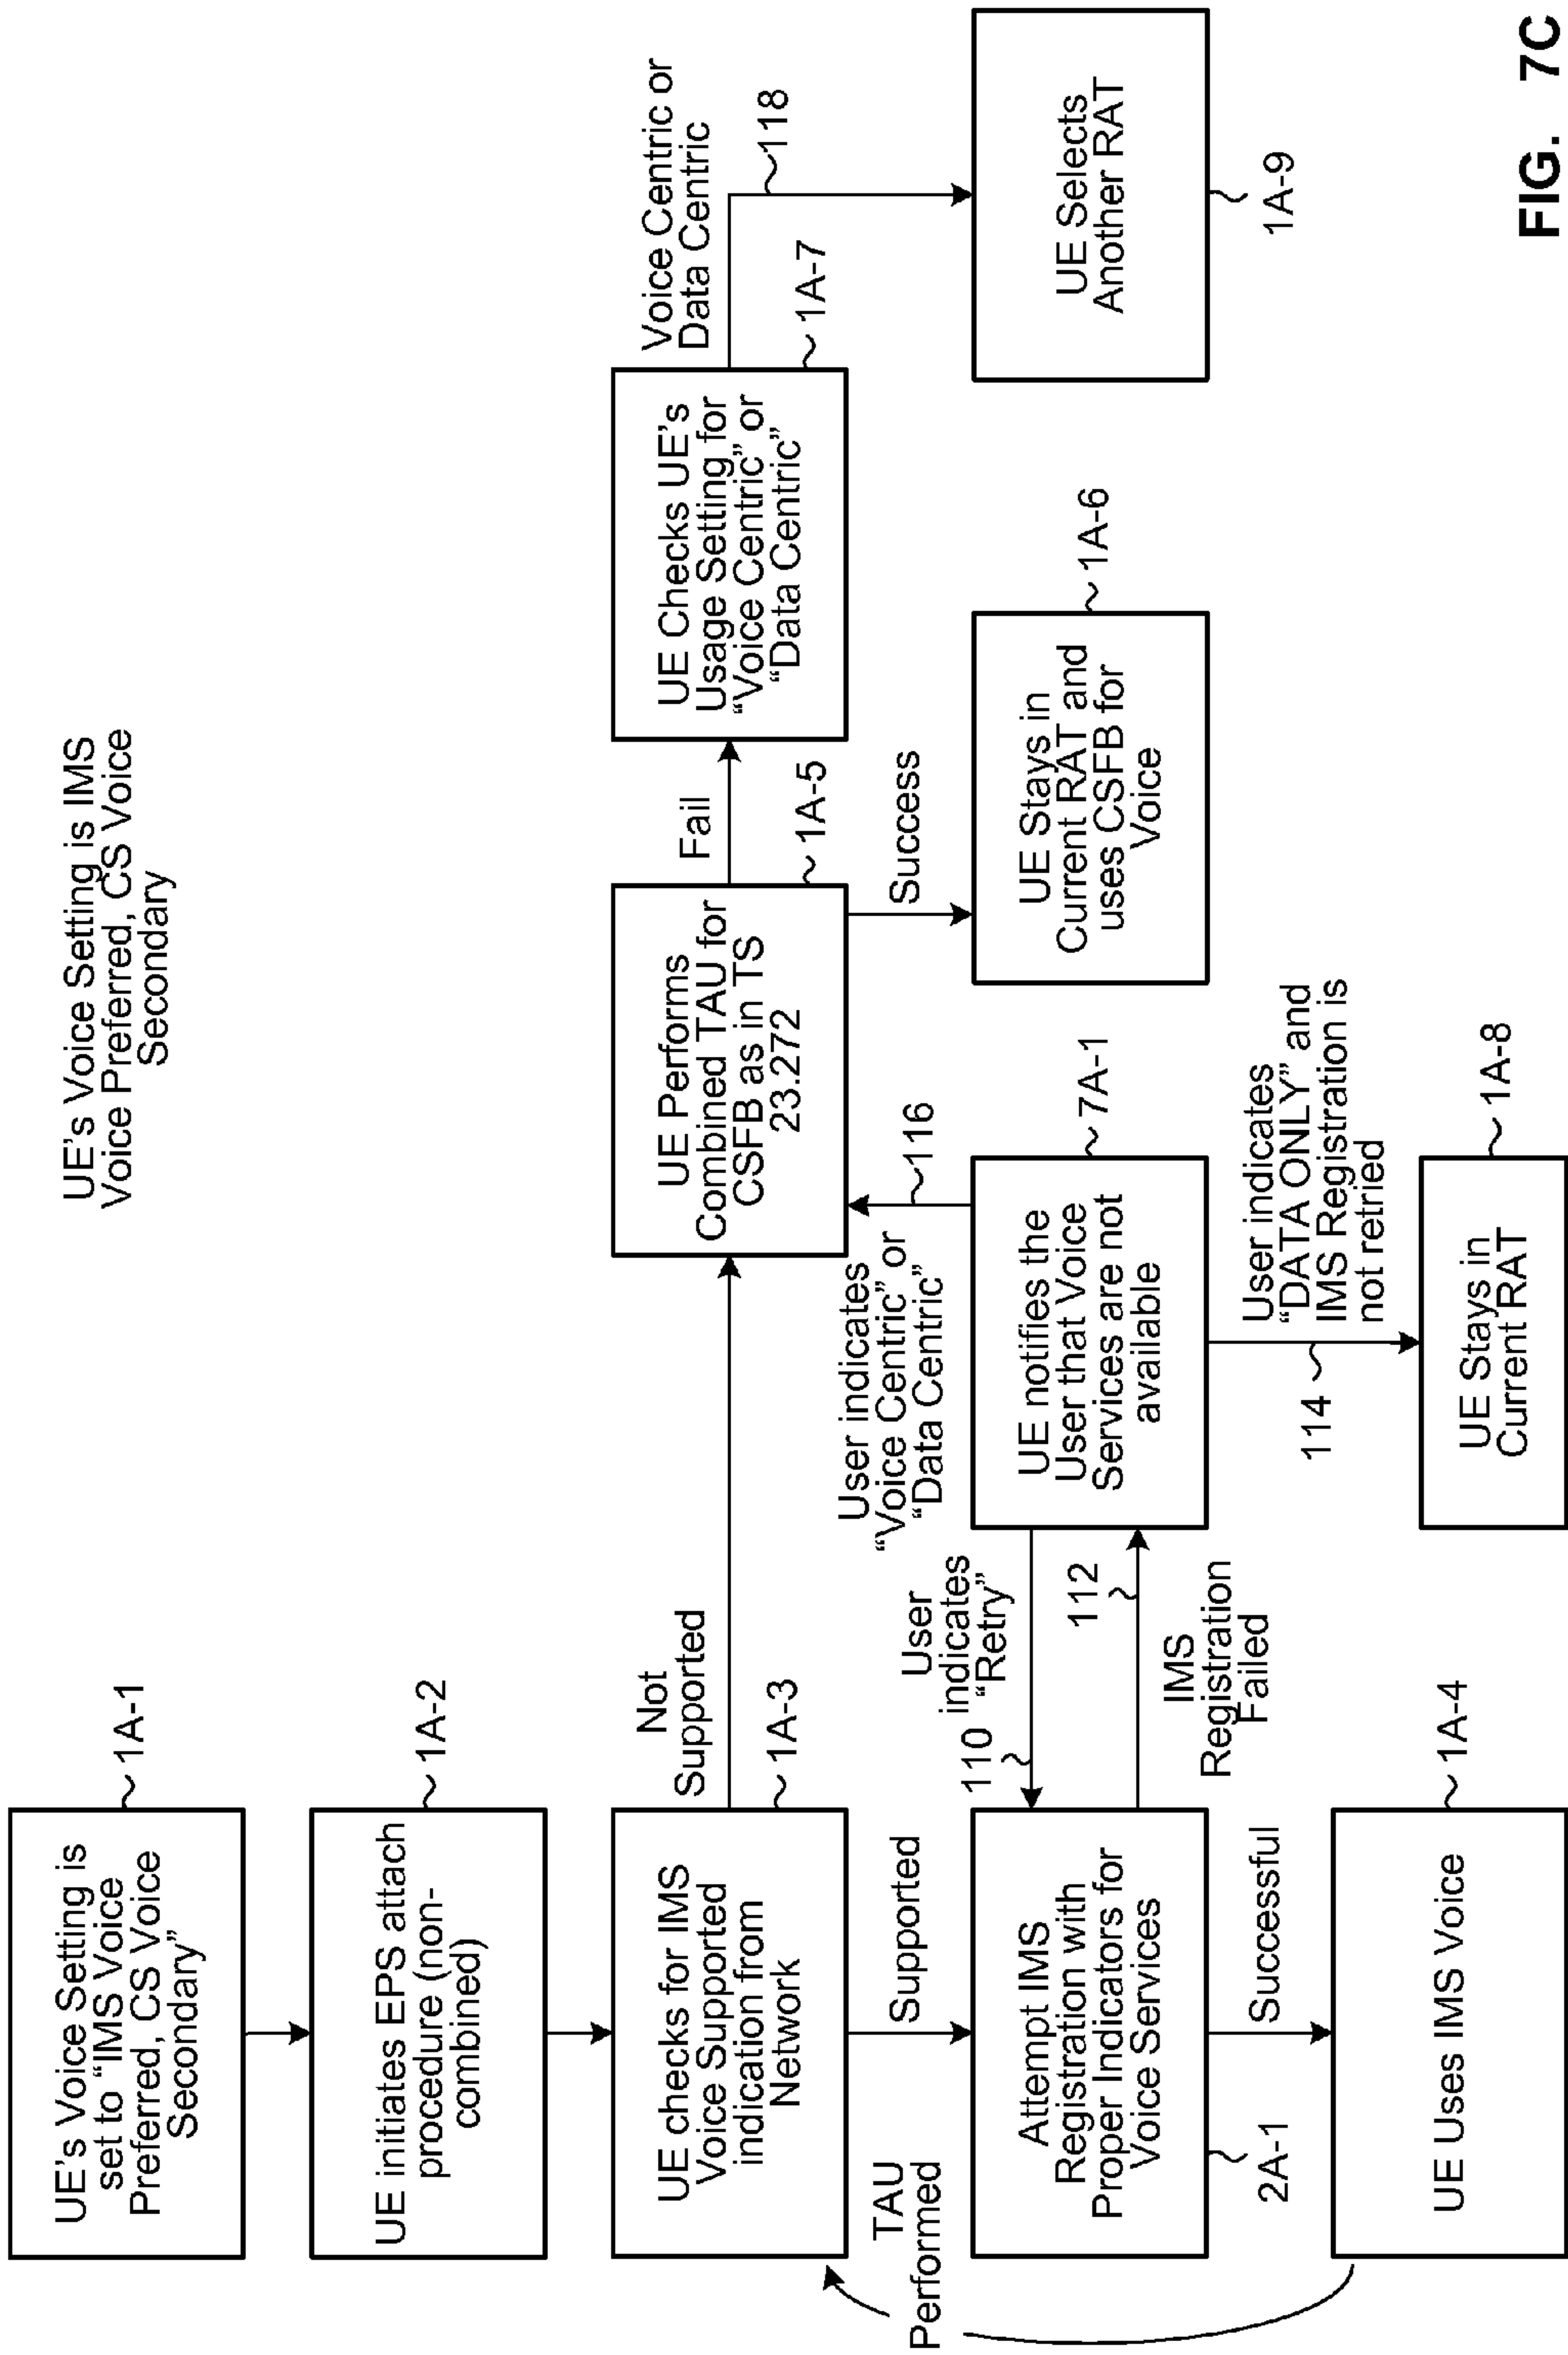 UE's Voice Setting is IMS
Voice Preferred, CS Voice
Secondary
UE's Voice Setting is
set to "IMS Voice
Preferred, CS Voice
Secondary"
1A-1
UE initiates EPS attach
procedure (non-
combined)
1A-2
UE checks for IMS
Voice Supported
indication from
Network
1A-3
Not
Supported
UE Performs
Combined TAU for
CSFB as in TS
23.272
1A-5
Fail
UE Checks UE's
Usage Setting for
"Voice Centric" or
"Data Centric"
1A-7
Voice Centric or
Data Centric
118
TAU
Performed
Supported
User
indicates
"Retry"
110
User indicates
"Voice Centric" or
"Data Centric"
116
Success
Attempt IMS
Registration with
Proper Indicators for
Voice Services
2A-1
112
IMS
Registration
Failed
UE notifies the
User that Voice
Services are not
available
7A-1
UE Stays in
Current RAT and
uses CSFB for
Voice
1A-6
UE Selects
Another RAT
1A-9
Successful
114
User indicates
"DATA ONLY" and
IMS Registration is
not retried
UE Uses IMS Voice
1A-4
UE Stays in
Current RAT
1A-8
FIG. 7C